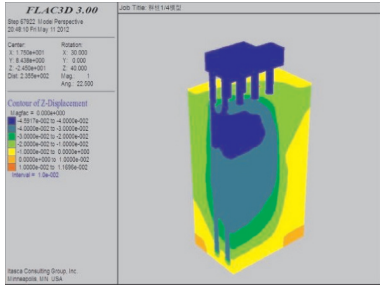 FLAC3D 3.00
Step 67922 Model Perspective
20:48:10 Fri May 11 2012
Center:
Rotation:
X: 1.750e+001
X: 30.000
Y: 8.438e+000
Y: 0.000
Z: -2.450e+001
Z: 40.000
Dist: 2.355e+002
Mag.: 1
Ang.: 22.500
Contour of Z-Displacement
Magfac = 0.000e+000
-4.5917e-002 to -4.0000e-002
-4.0000e-002 to -3.0000e-002
-3.0000e-002 to -2.0000e-002
-2.0000e-002 to -1.0000e-002
-1.0000e-002 to 0.0000e+000
0.0000e+000 to 1.0000e-002
1.0000e-002 to 1.1695e-002
Interval = 1.0e-002
Itasca Consulting Group, Inc.
Minneapolis, MN USA
Job Title: 1/4